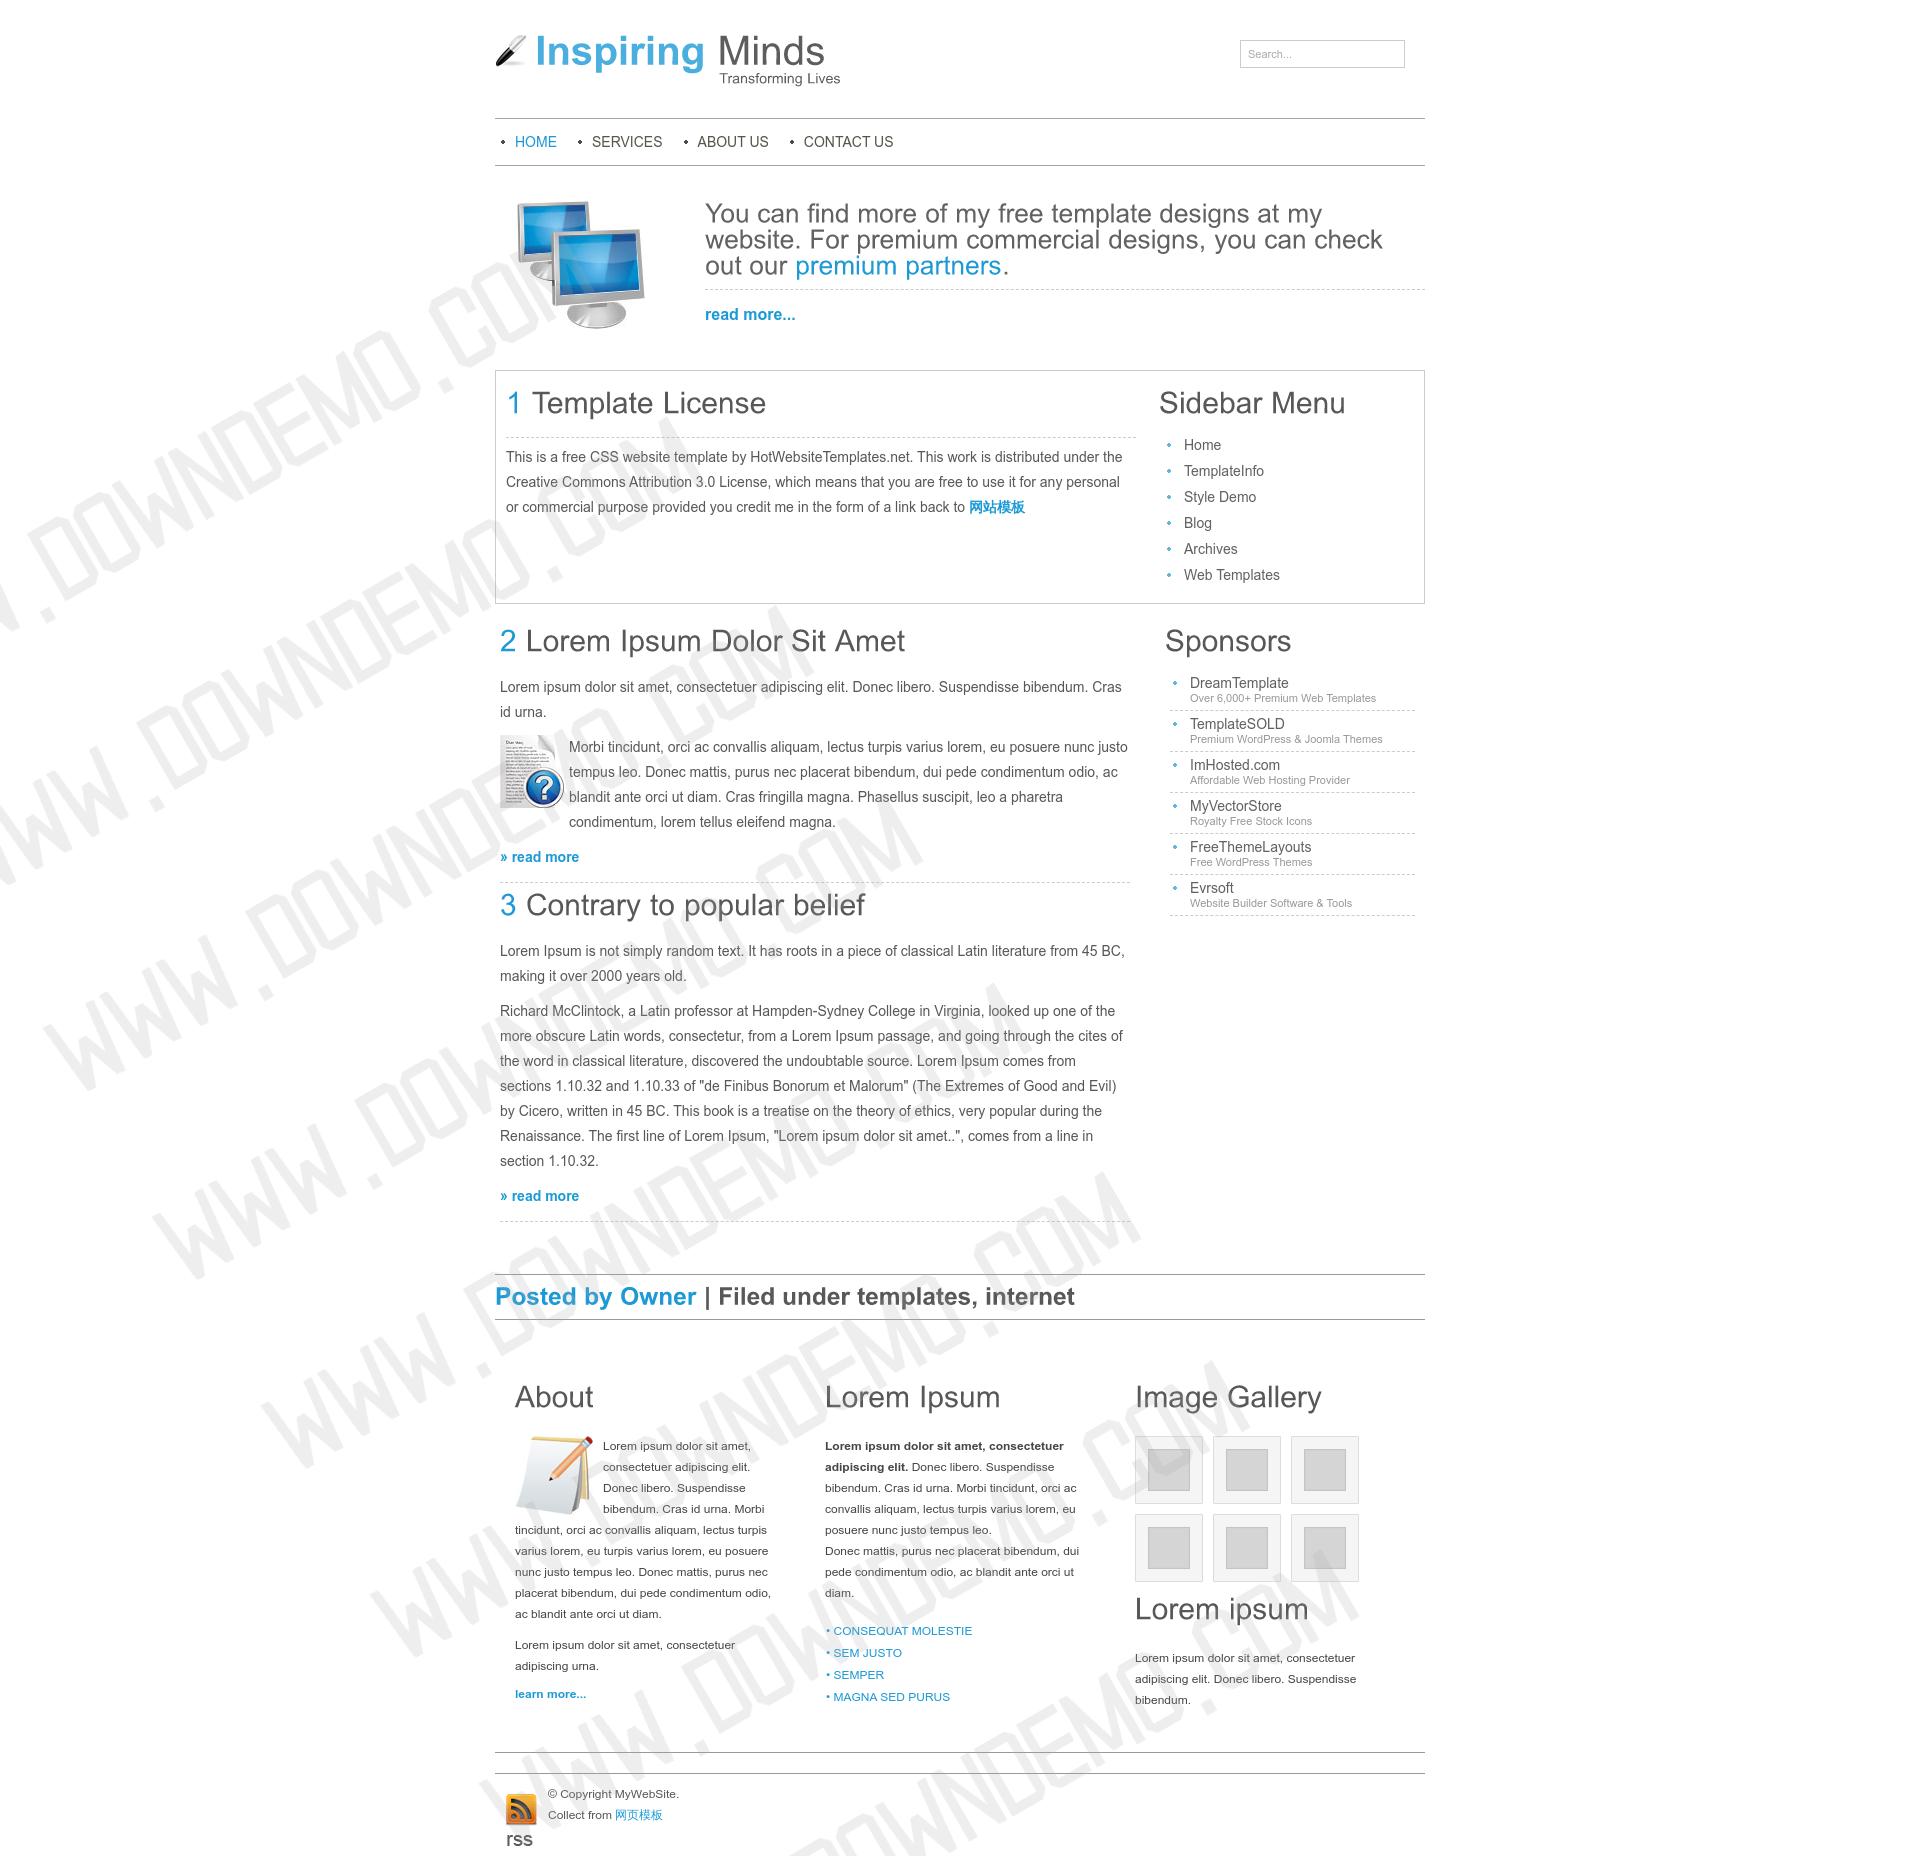 Inspiring Minds
Transforming Lives
Search...
HOME
SERVICES
ABOUT US
CONTACT US
You can find more of my free template designs at my
website. For premium commercial designs, you can check
out our premium partners.
read more...
1 Template License
This is a free CSS website template by HotWebsiteTemplates.net. This work is distributed under the
Creative Commons Attribution 3.0 License, which means that you are free to use it for any personal
or commercial purpose provided you credit me in the form of a link back to 网站模板
Sidebar Menu
Home
TemplateInfo
Style Demo
Blog
Archives
Web Templates
2 Lorem Ipsum Dolor Sit Amet
Lorem ipsum dolor sit amet, consectetuer adipiscing elit. Donec libero. Suspendisse bibendum. Cras
id urna.
Morbi tincidunt, orci ac convallis aliquam, lectus turpis varius lorem, eu posuere nunc justo
tempus leo. Donec mattis, purus nec placerat bibendum, dui pede condimentum odio, ac
blandit ante orci ut diam. Cras fringilla magna. Phasellus suscipit, leo a pharetra
condimentum, lorem tellus eleifend magna.
» read more
3 Contrary to popular belief
Lorem Ipsum is not simply random text. It has roots in a piece of classical Latin literature from 45 BC,
making it over 2000 years old.
Richard McClintock, a Latin professor at Hampden-Sydney College in Virginia, looked up one of the
more obscure Latin words, consectetur, from a Lorem Ipsum passage, and going through the cites of
the word in classical literature, discovered the undoubtable source. Lorem Ipsum comes from
sections 1.10.32 and 1.10.33 of "de Finibus Bonorum et Malorum" (The Extremes of Good and Evil)
by Cicero, written in 45 BC. This book is a treatise on the theory of ethics, very popular during the
Renaissance. The first line of Lorem Ipsum, "Lorem ipsum dolor sit amet..", comes from a line in
section 1.10.32.
» read more
Sponsors
DreamTemplate
Over 6,000+ Premium Web Templates
TemplateSOLD
Premium WordPress & Joomla Themes
ImHosted.com
Affordable Web Hosting Provider
MyVectorStore
Royalty Free Stock Icons
FreeThemeLayouts
Free WordPress Themes
Evrsoft
Website Builder Software & Tools
Posted by Owner | Filed under templates, internet
About
Lorem ipsum dolor sit amet,
consectetuer adipiscing elit.
Donec libero. Suspendisse
bibendum. Cras id urna. Morbi
tincidunt, orci ac convallis aliquam, lectus turpis
varius lorem, eu turpis varius lorem, eu posuere
nunc justo tempus leo. Donec mattis, purus nec
placerat bibendum, dui pede condimentum odio,
ac blandit ante orci ut diam.
Lorem ipsum dolor sit amet, consectetuer
adipiscing urna.
learn more...
Lorem Ipsum
Lorem ipsum dolor sit amet, consectetuer
adipiscing elit. Donec libero. Suspendisse
bibendum. Cras id urna. Morbi tincidunt, orci ac
convallis aliquam, lectus turpis varius lorem, eu
posuere nunc justo tempus leo.
Donec mattis, purus nec placerat bibendum, dui
pede condimentum odio, ac blandit ante orci ut
diam.
• CONSEQUAT MOLESTIE
• SEM JUSTO
• SEMPER
• MAGNA SED PURUS
Image Gallery
Lorem ipsum
Lorem ipsum dolor sit amet, consectetuer
adipiscing elit. Donec libero. Suspendisse
bibendum.
© Copyright MyWebSite.
Collect from 网页模板
rss
WWW.DOWNDEMO.COM
WWW.DOWNDEMO.COM
WWW.DOWNDEMO.COM
WWW.DOWNDEMO.COM
WWW.DOWNDEMO.COM
WWW.DOWNDEMO.COM
WWW.DOWNDEMO.COM